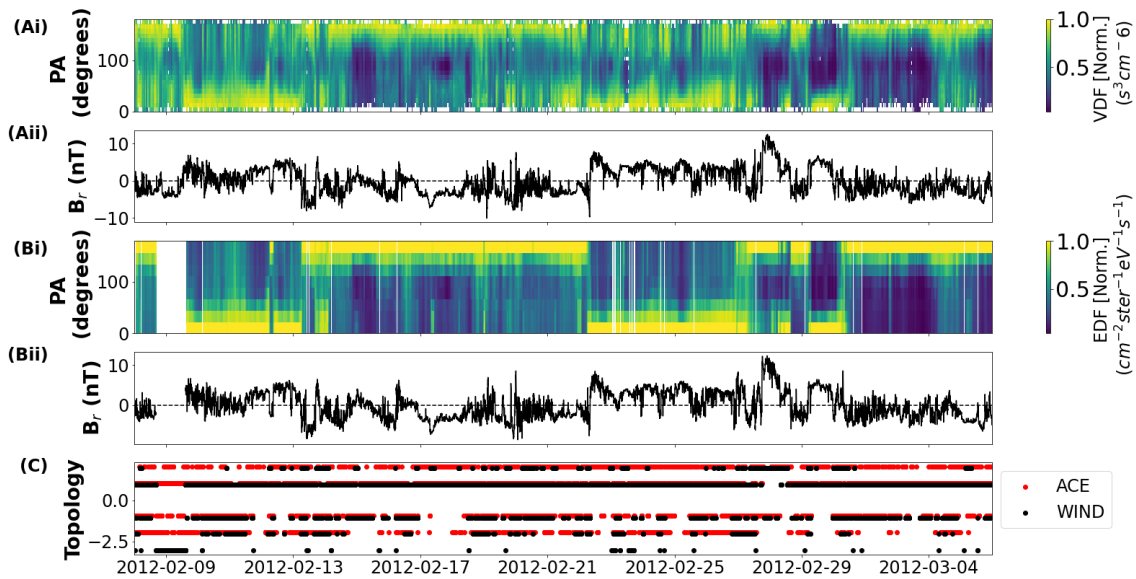 (Ai)
PA
(degrees)
100
0
1.0
0.5
VDF [Norm.]
(s³cm−6)
(Aii)
B_r (nT)
10
0
−10
(Bi)
PA
(degrees)
100
0
1.0
0.5
EDF [Norm.]
(cm⁻²ster⁻¹eV⁻¹s⁻¹)
(Bii)
B_r (nT)
10
0
(C)
Topology
0.0
−2.5
ACE
WIND
2012-02-09 2012-02-13 2012-02-17 2012-02-21 2012-02-25 2012-02-29 2012-03-04